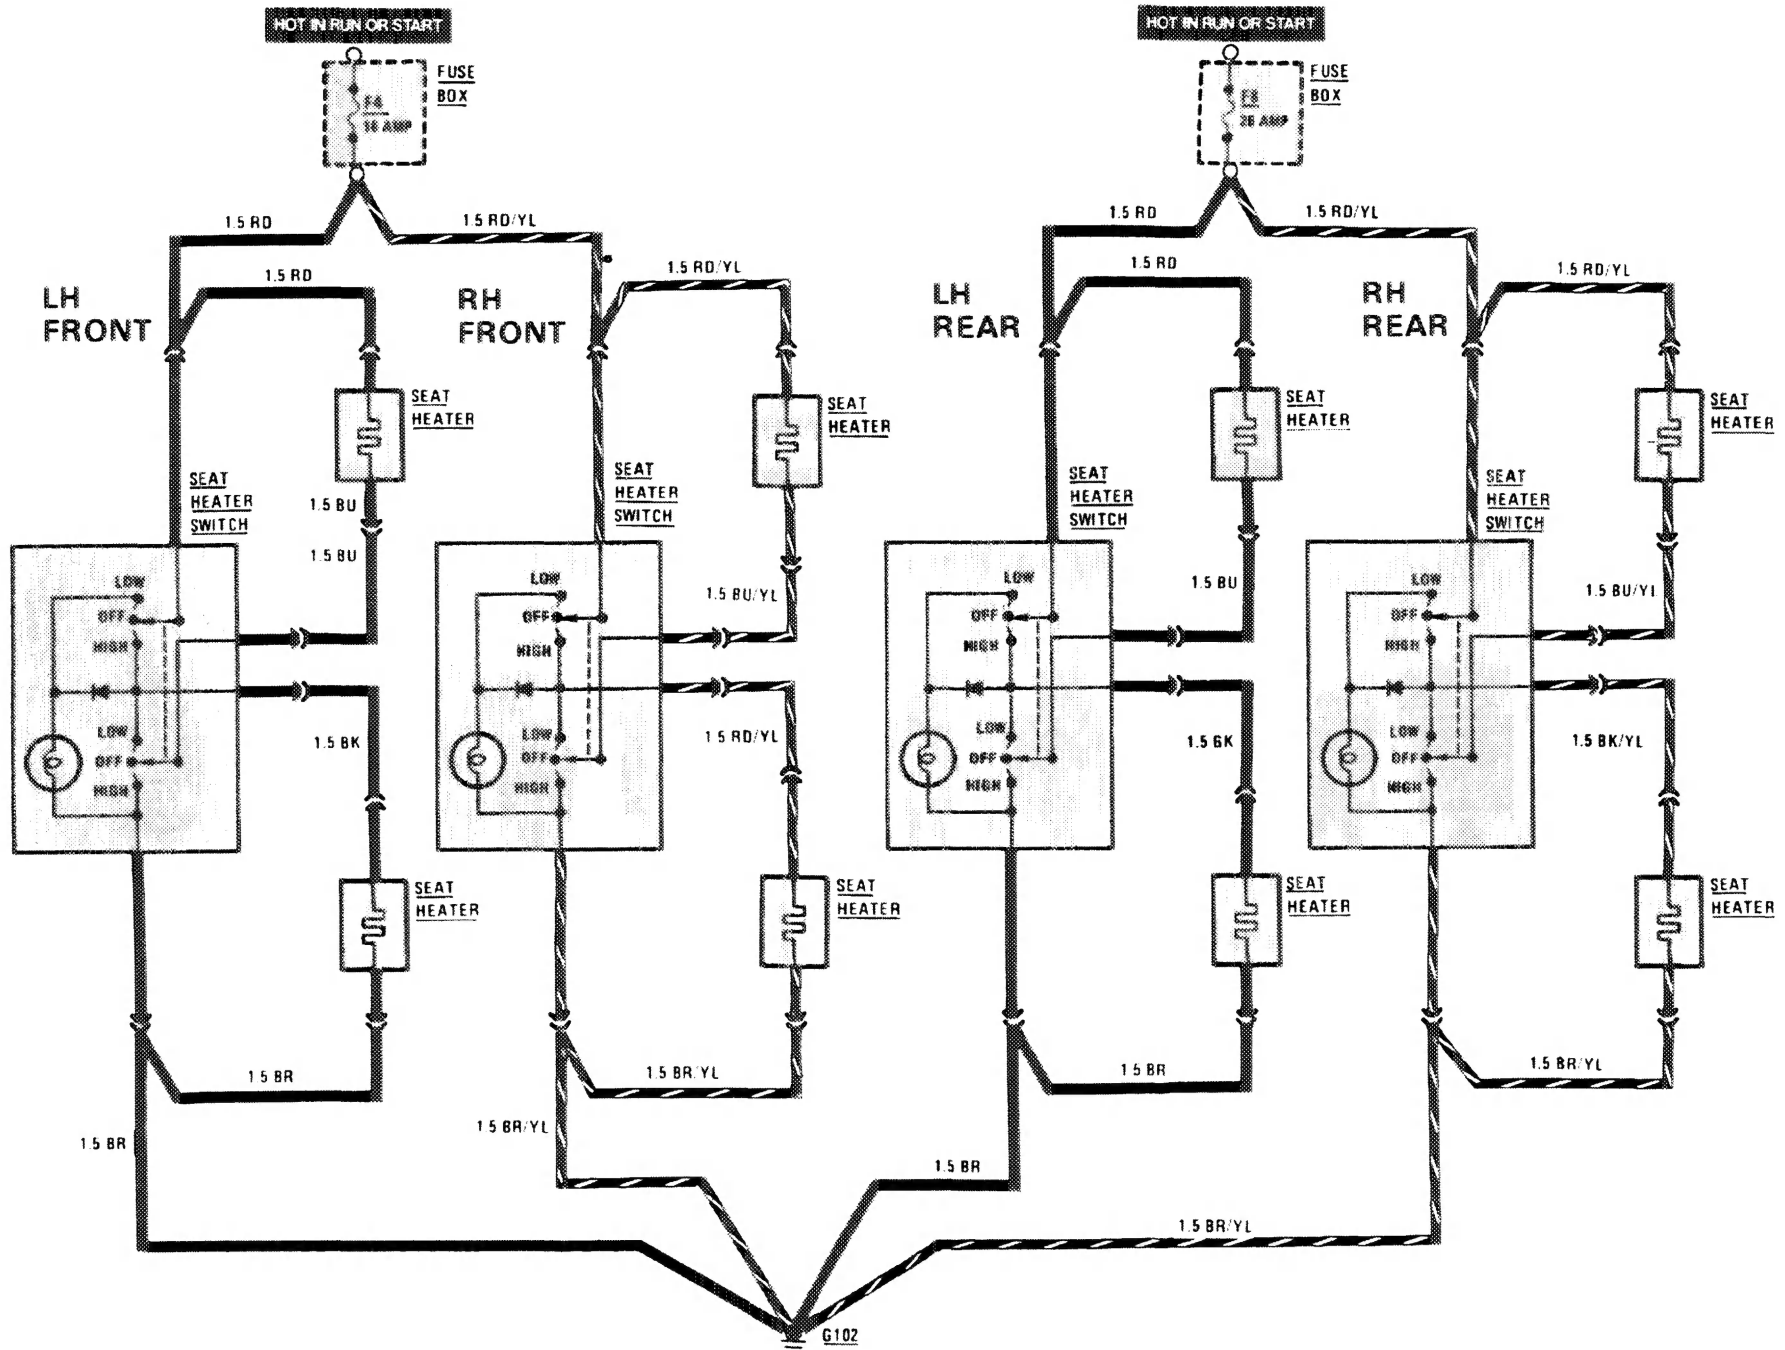 HOT IN RUN OR START
FUSE
BOX
F4
16 AMP
1.5 RD
1.5 RD/YL
HOT IN RUN OR START
FUSE
BOX
AMP
1.5 RD
1.5 RD/YL
LH
FRONT
1.5 RD
RH
FRONT
1.5 RD/YL
LH
REAR
1.5 RD
RH
REAR
1.5 RD/YL
SEAT
HEATER
SEAT
HEATER
SEAT
HEATER
SEAT
HEATER
SEAT
HEATER
SWITCH
1.5 BU
1.5 BU
SEAT
HEATER
SWITCH
1.5 BU/YL
SEAT
HEATER
SWITCH
1.5 BU
SEAT
HEATER
SWITCH
1.5 BU/YL
LOW
OFF
HIGH
LOW
OFF
HIGH
1.5 BK
LOW
OFF
HIGH
LOW
OFF
HIGH
1.5 RD/YL
LOW
OFF
HIGH
LOW
OFF
HIGH
1.5 GK
LOW
OFF
HIGH
LOW
OFF
HIGH
1.5 BK/YL
SEAT
HEATER
SEAT
HEATER
SEAT
HEATER
SEAT
HEATER
1.5 BR
1.5 BR/YL
1.5 BR
1.5 BR/YL
1.5 BR
1.5 BR/YL
1.5 BR
1.5 BR/YL
G102